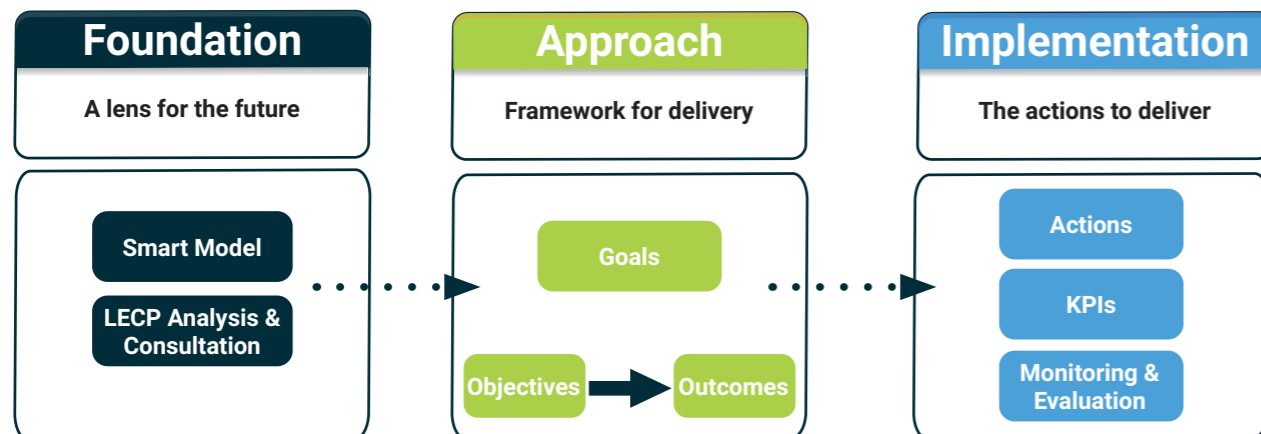 Foundation
A lens for the future
Smart Model
LECP Analysis &
Consultation
Approach
Framework for delivery
Goals
Objectives
Outcomes
Implementation
The actions to deliver
Actions
KPIs
Monitoring &
Evaluation